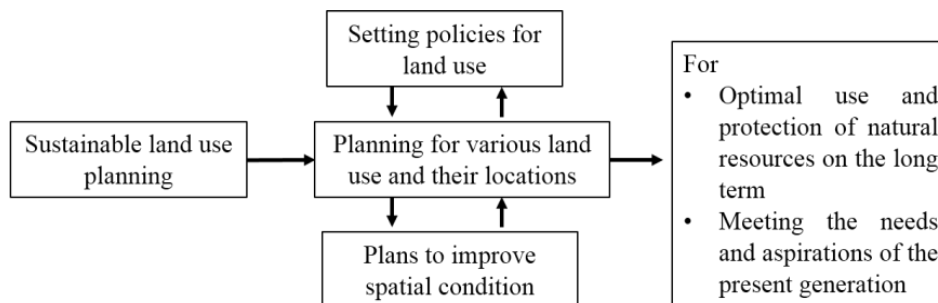 Setting policies for
land use
Sustainable land use
planning
Planning for various land
use and their locations
Plans to improve
spatial condition
For
• Optimal use and
protection of natural
resources on the long
term
• Meeting the needs
and aspirations of the
present generation